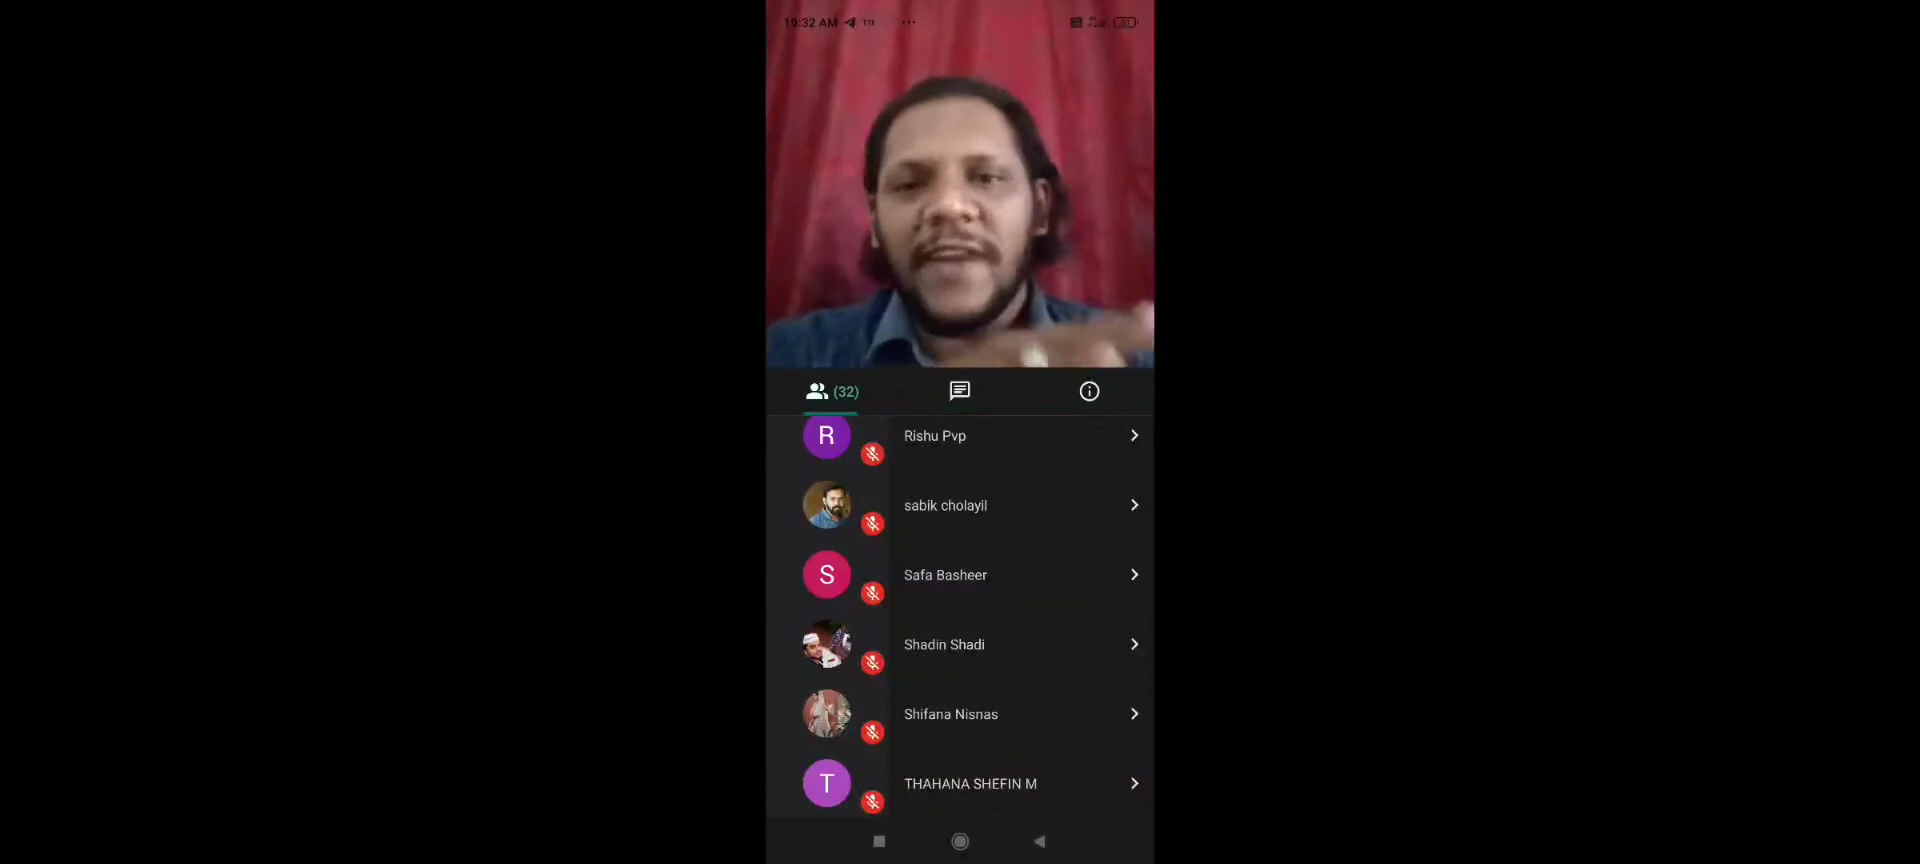 10:32 AM
(32)
R
Rishu Pvp
sabik cholayil
S
Safa Basheer
Shadin Shadi
Shifana Nisnas
T
THAHANA SHEFIN M